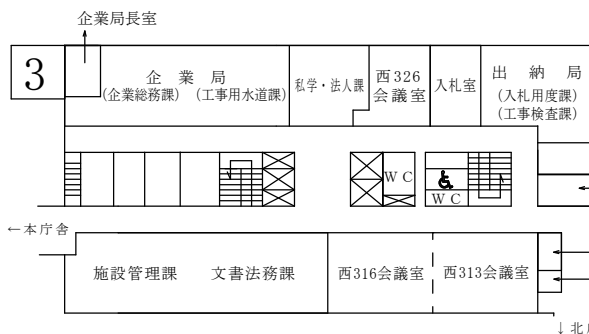 企業局長室
3
企業局
(企業総務課) (工事用水道課)
私学・法人課
西326
会議室
入札室
出納局
(入札用度課)
(工事検査課)
WC
WC
←本庁舎
施設管理課 文書法務課
西316会議室
西313会議室